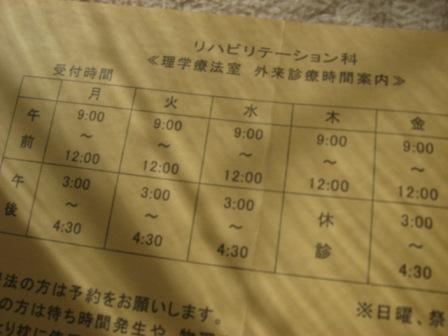 リハビリテーション科
≪理学療法室 外来診療時間案内≫
受付時間
月 火 水 木 金
午前 9:00～12:00 9:00～12:00 9:00～12:00 9:00～12:00 9:00～12:00
午後 3:00～4:30 3:00～4:30 3:00～4:30 休診 3:00～4:30
※日曜、祭
法の方は予約をお願いします。
の方は待ち時間発生や